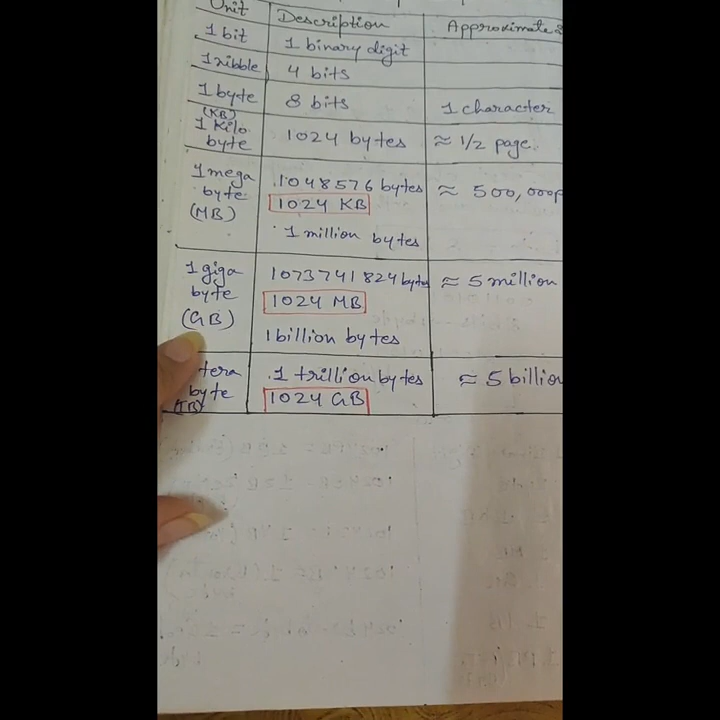 Unit Description Approximate
1 bit 1 binary digit
1 nibble 4 bits
1 byte 8 bits 1 character
(KB)
1 Kilo
byte 1024 bytes ≈ 1/2 page.
1 mega
byte
(MB)
1048576 bytes ≈ 500,000p
1024 KB
1 million bytes
1 giga
byte
(GB)
1073741824 bytes ≈ 5 million
1024 MB
1 billion bytes
tera
byte
(TB)
1 trillion bytes ≈ 5 billion
1024 GB